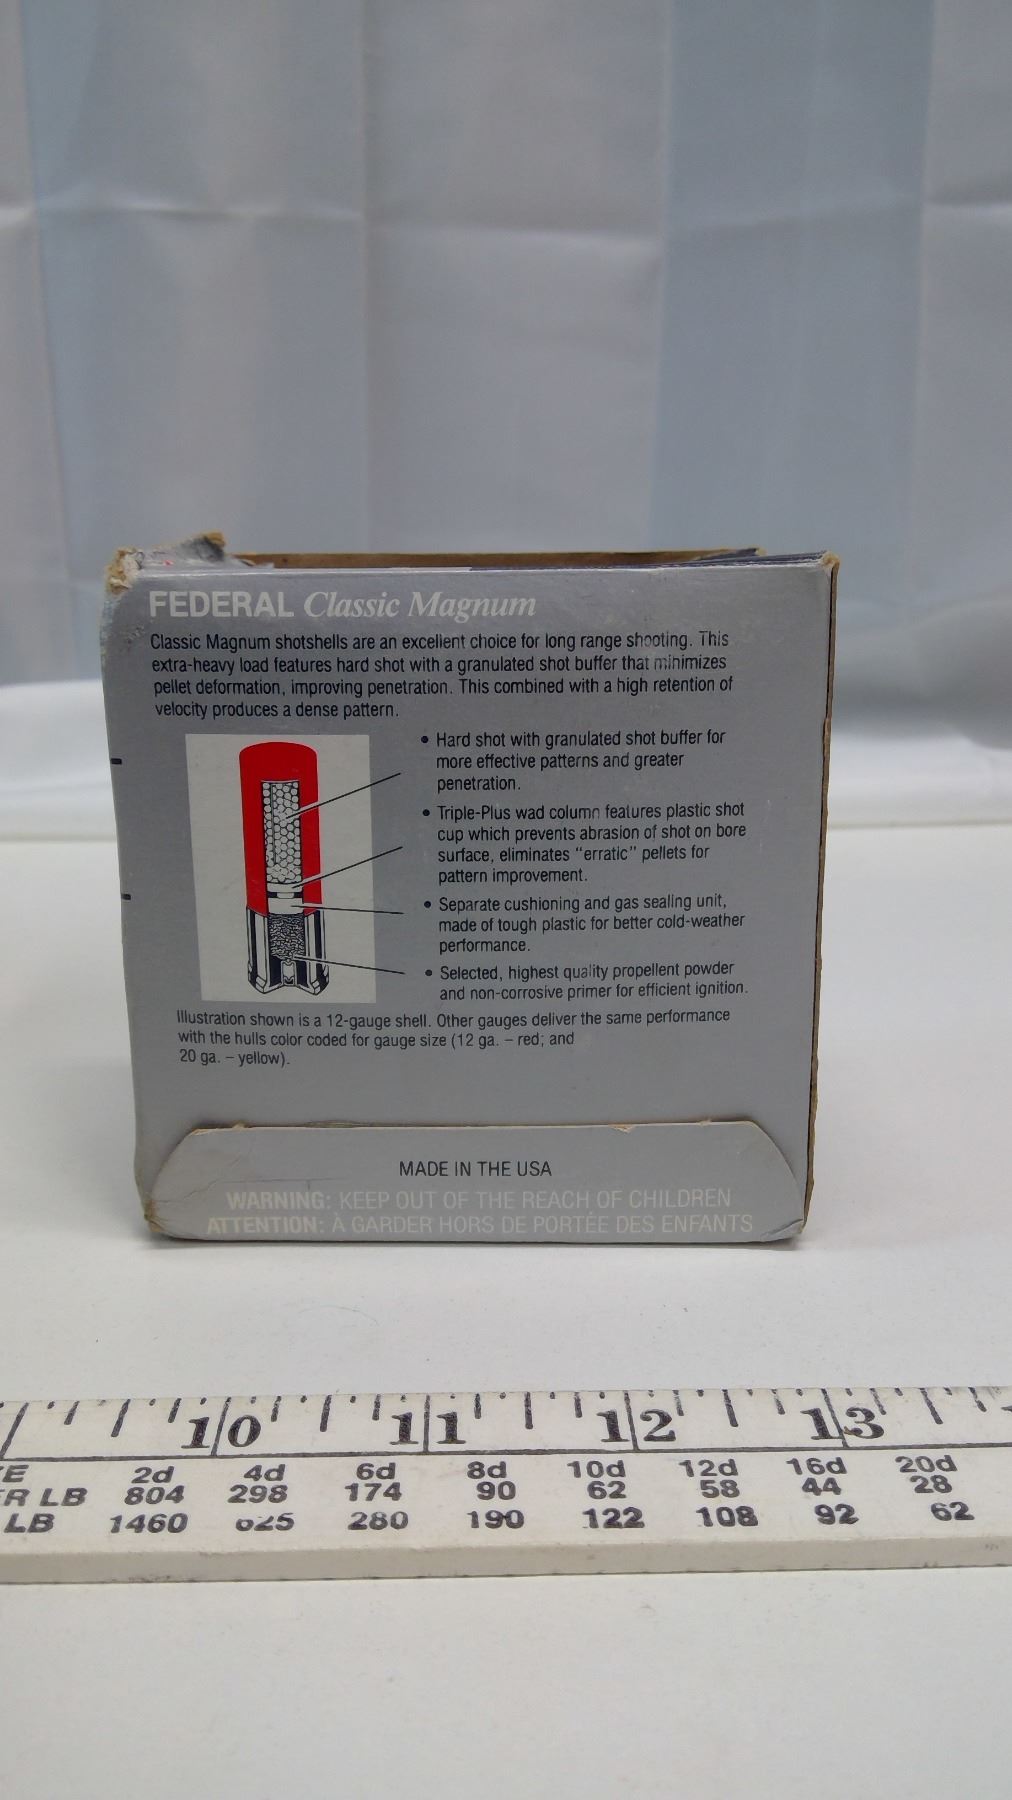 FEDERAL Classic Magnum
Classic Magnum shotshells are an excellent choice for long range shooting. This
extra-heavy load features hard shot with a granulated shot buffer that minimizes
pellet deformation, improving penetration. This combined with a high retention of
velocity produces a dense pattern.
• Hard shot with granulated shot buffer for
more effective patterns and greater
penetration.
• Triple-Plus wad column features plastic shot
cup which prevents abrasion of shot on bore
surface, eliminates "erratic" pellets for
pattern improvement.
• Separate cushioning and gas sealing unit,
made of tough plastic for better cold-weather
performance.
• Selected, highest quality propellent powder
and non-corrosive primer for efficient ignition.
Illustration shown is a 12-gauge shell. Other gauges deliver the same performance
with the hulls color coded for gauge size (12 ga. – red; and
20 ga. – yellow).
MADE IN THE USA
WARNING: KEEP OUT OF THE REACH OF CHILDREN
ATTENTION: À GARDER HORS DE PORTÉE DES ENFANTS
10 11 12 13
E 2d 4d 6d 8d 10d 12d 16d 20d
R LB 804 298 174 90 62 58 44 28
LB 1460 625 280 190 122 108 92 62